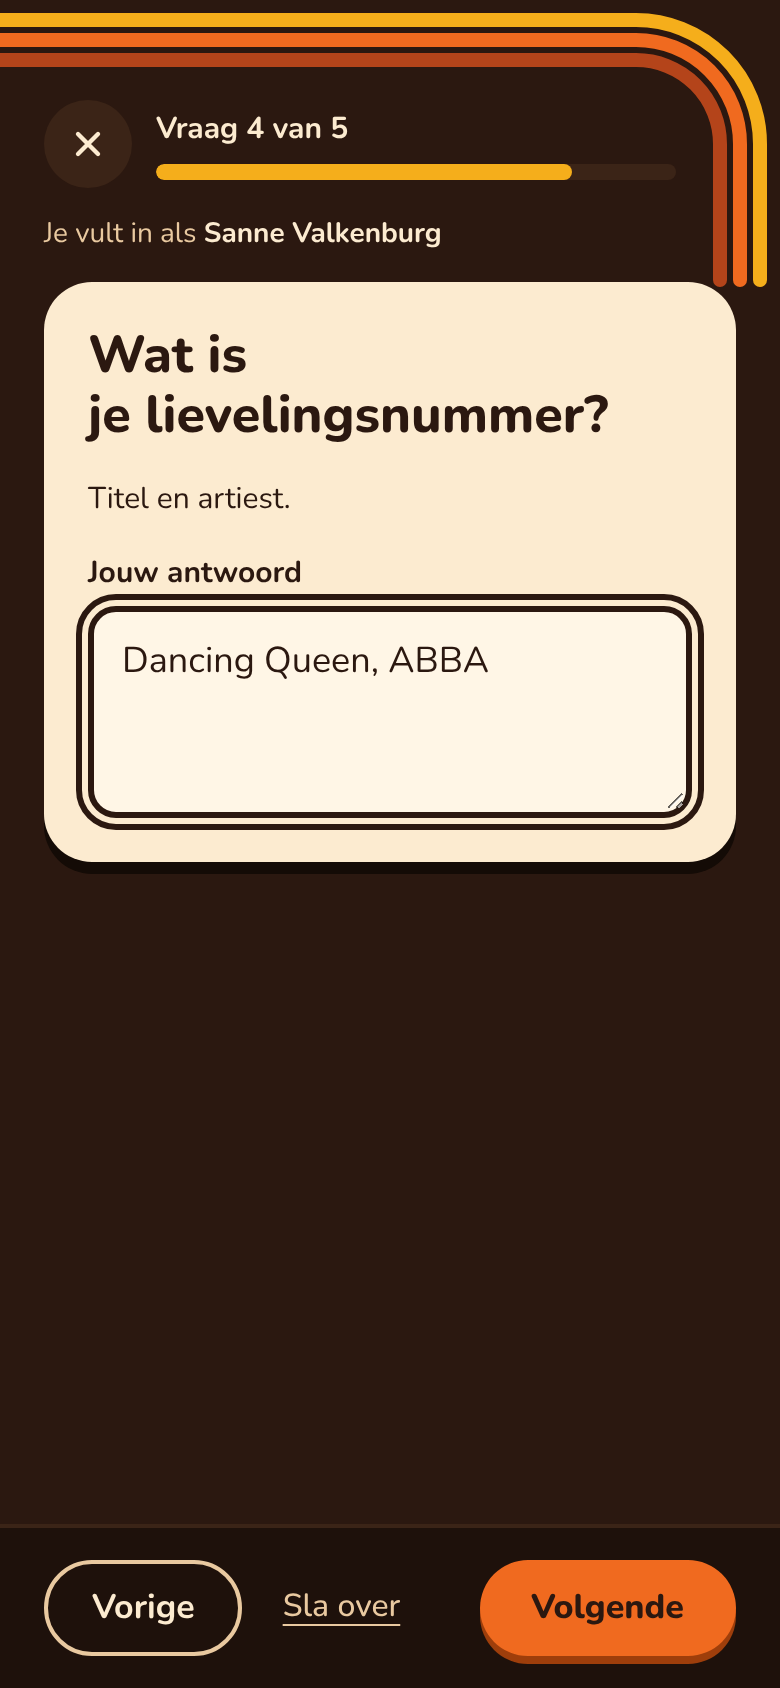 Vraag 4 van 5
Je vult in als Sanne Valkenburg
Wat is
je lievelingsnummer?
Titel en artiest.
Jouw antwoord
Dancing Queen, ABBA
Vorige
Sla over
Volgende